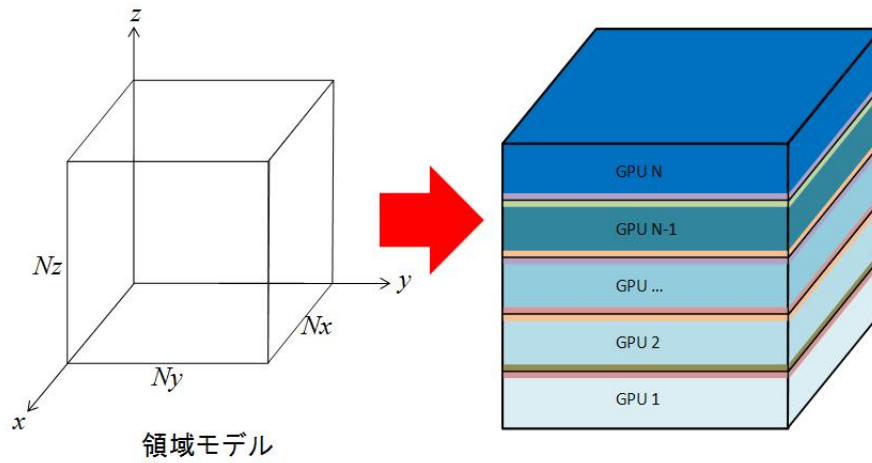 z
Nz
y
Nx
Ny
x
領域モデル
GPU N
GPU N-1
GPU ...
GPU 2
GPU 1